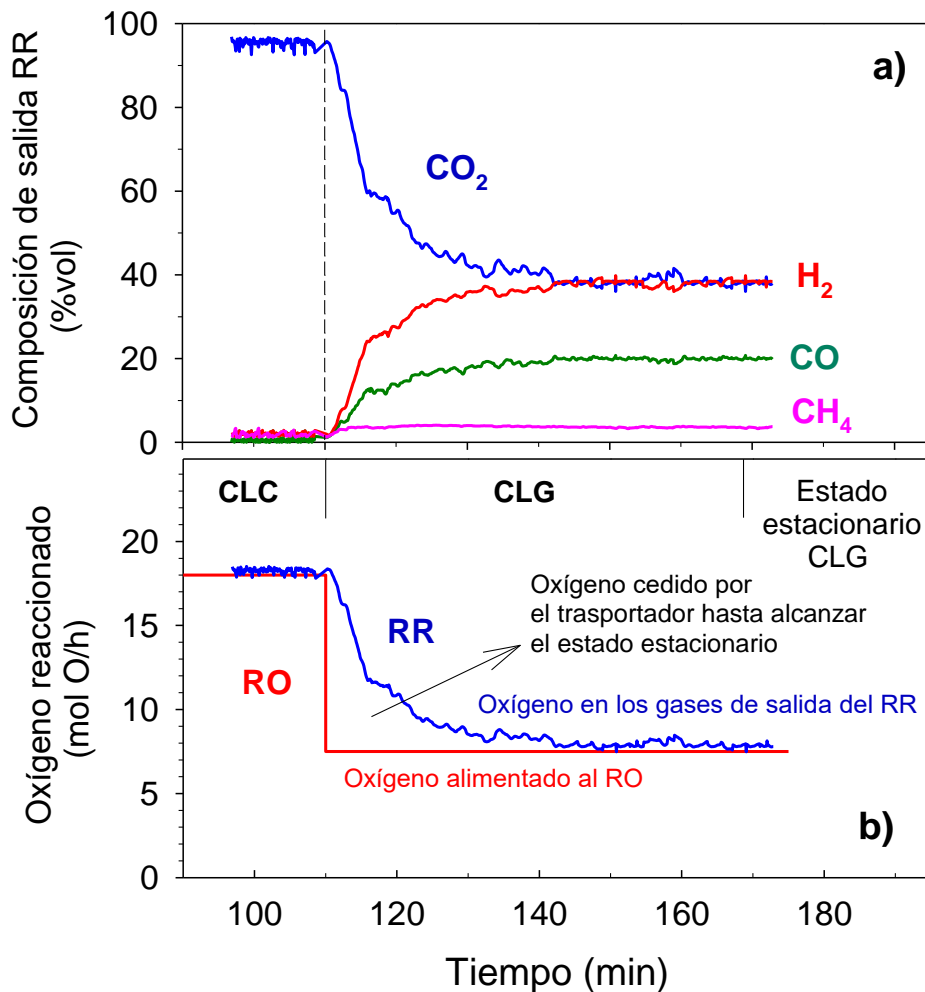 Composición de salida RR
(%vol)
100
80
60
40
20
0
a)
CO2
H2
CO
CH4
Oxígeno reaccionado
(mol O/h)
20
15
10
5
0
CLC
CLG
Estado
estacionario
CLG
Oxígeno cedido por
el trasportador hasta alcanzar
el estado estacionario
RR
RO
Oxígeno en los gases de salida del RR
Oxígeno alimentado al RO
b)
100 120 140 160 180
Tiempo (min)